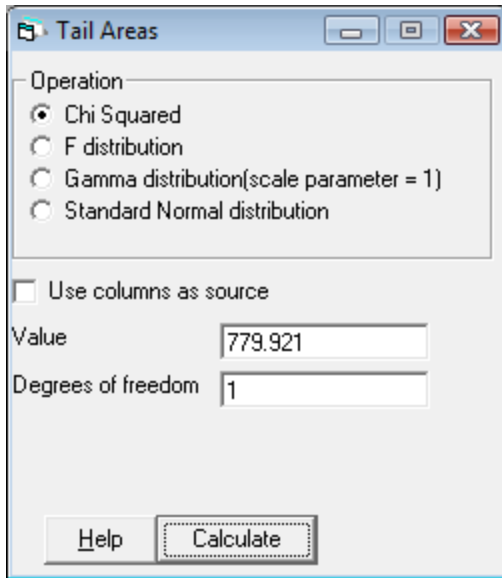 Tail Areas
Operation
Chi Squared
F distribution
Gamma distribution(scale parameter = 1)
Standard Normal distribution
Use columns as source
Value 779.921
Degrees of freedom 1
Help Calculate